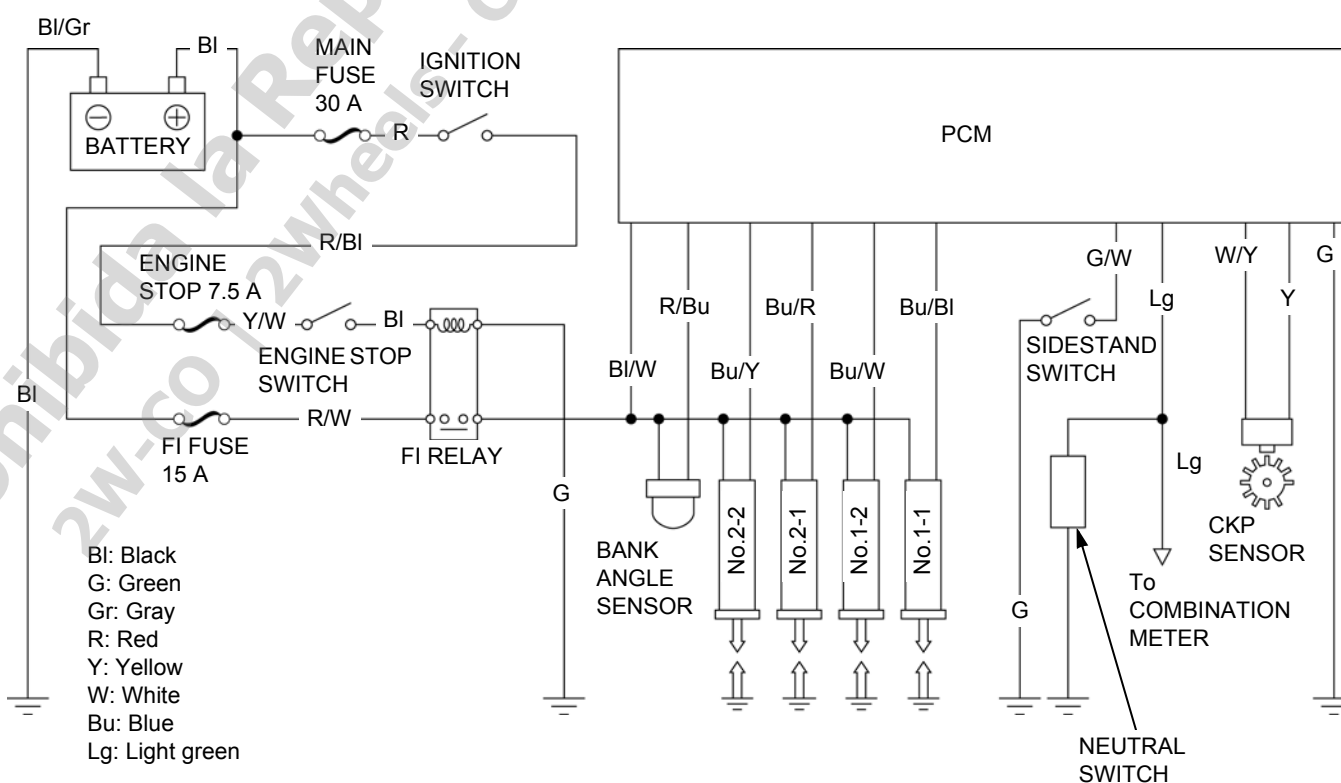 Bl/Gr
Bl
MAIN
FUSE
30 A
IGNITION
SWITCH
BATTERY
R
PCM
R/Bl
ENGINE
STOP 7.5 A
Y/W
Bl
ENGINE STOP
SWITCH
Bl
R/W
FI FUSE
15 A
FI RELAY
G
Bl/W
R/Bu
Bu/Y
Bu/R
Bu/W
Bu/Bl
G/W
Lg
W/Y
Y
G
SIDESTAND
SWITCH
Lg
BANK
ANGLE
SENSOR
No.2-2
No.2-1
No.1-2
No.1-1
CKP
SENSOR
G
To
COMBINATION
METER
NEUTRAL
SWITCH
Bl: Black
G: Green
Gr: Gray
R: Red
Y: Yellow
W: White
Bu: Blue
Lg: Light green
2w-co | 2wheels-c